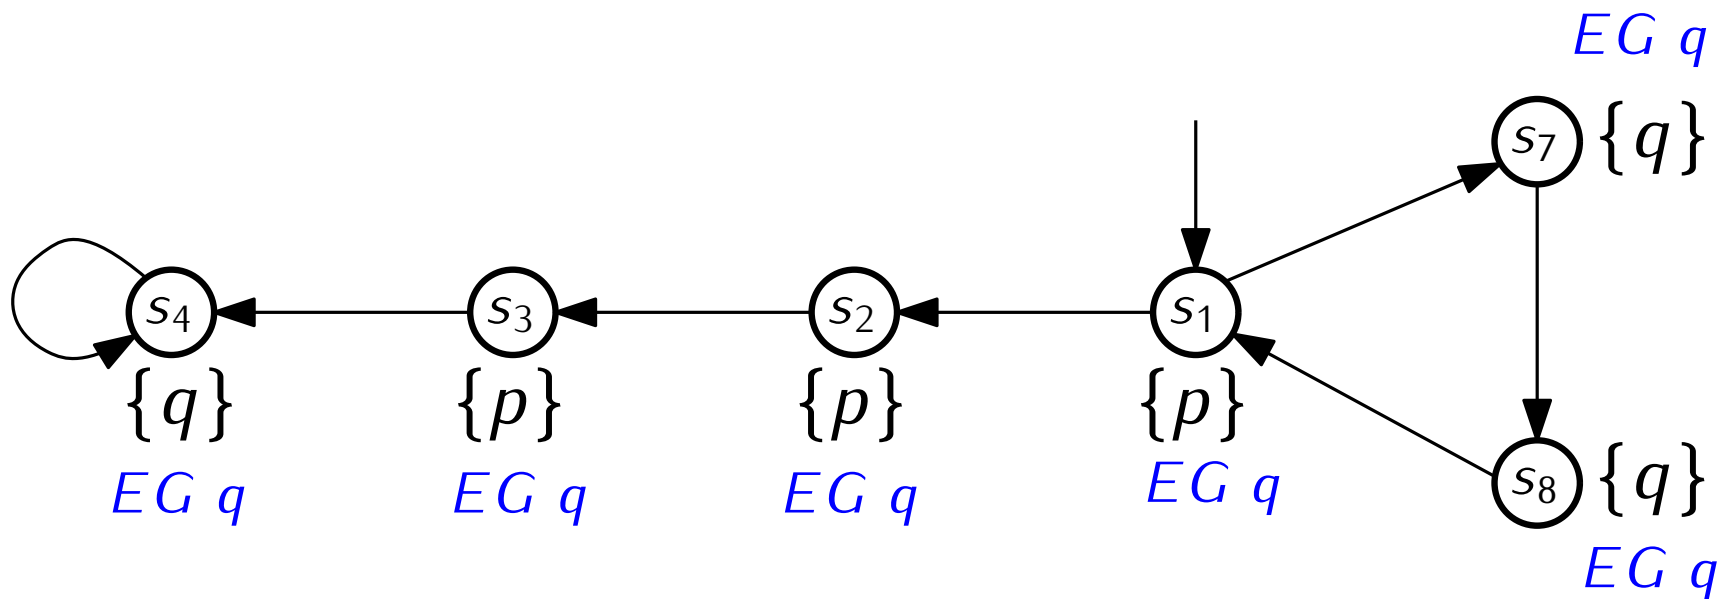 EG q
s7 {q}
s4 s3 s2 s1
{q} {p} {p} {p}
EG q EG q EG q EG q
s8 {q}
EG q